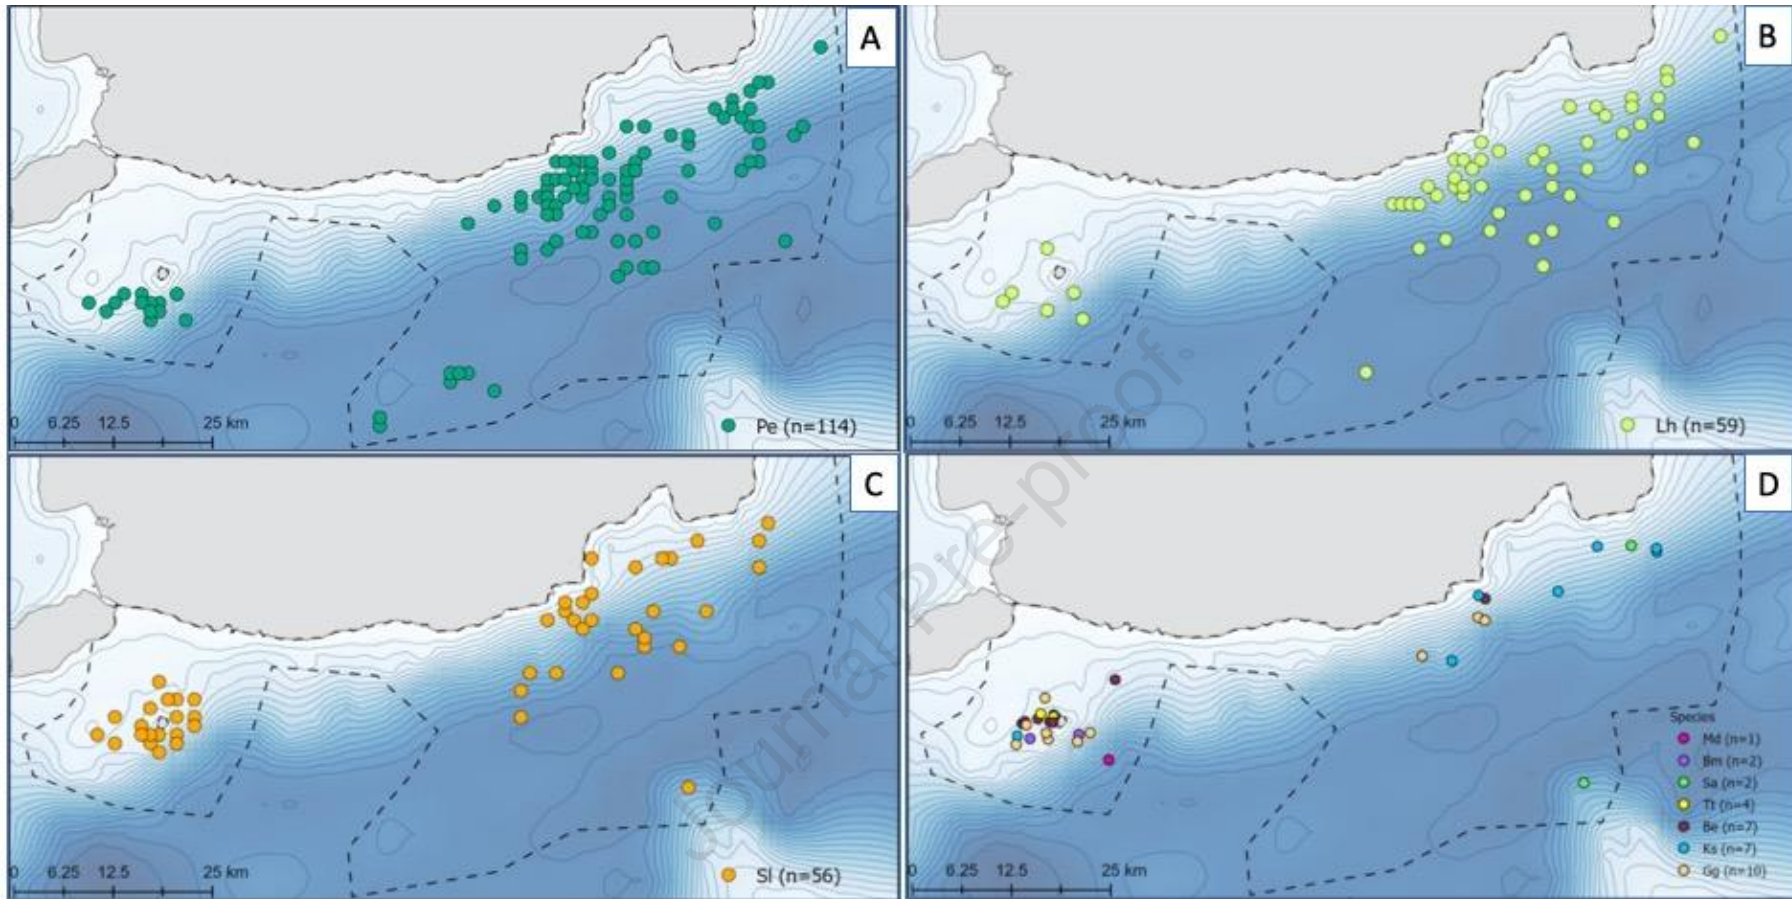 A
0 6.25 12.5 25 km
Pe (n=114)
B
0 6.25 12.5 25 km
Lh (n=59)
C
0 6.25 12.5 25 km
Sl (n=56)
D
0 6.25 12.5 25 km
Species
Md (n=1)
Bm (n=2)
Sa (n=2)
Tt (n=4)
Be (n=7)
Ks (n=7)
Gg (n=10)
Journal Pre-proof